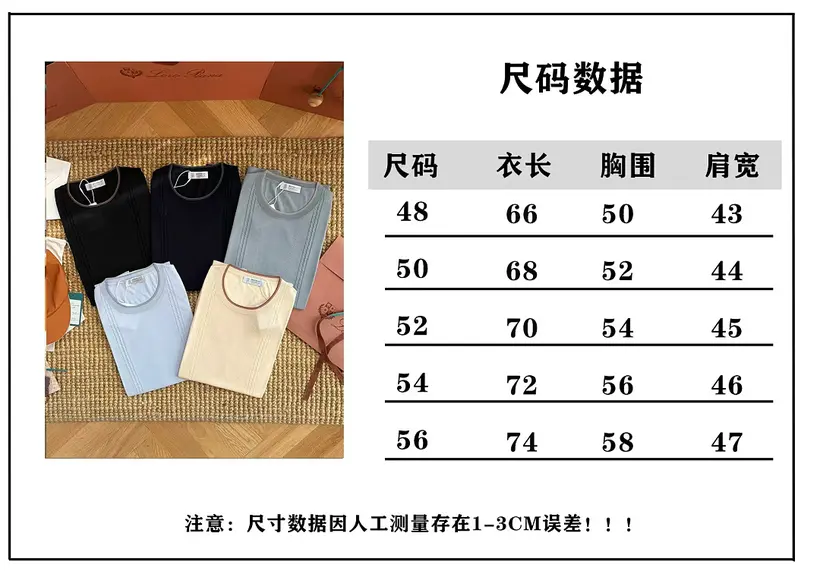 Loro Piana
尺码数据
尺码 衣长 胸围 肩宽
48 66 50 43
50 68 52 44
52 70 54 45
54 72 56 46
56 74 58 47
注意：尺寸数据因人工测量存在1-3CM误差！！！